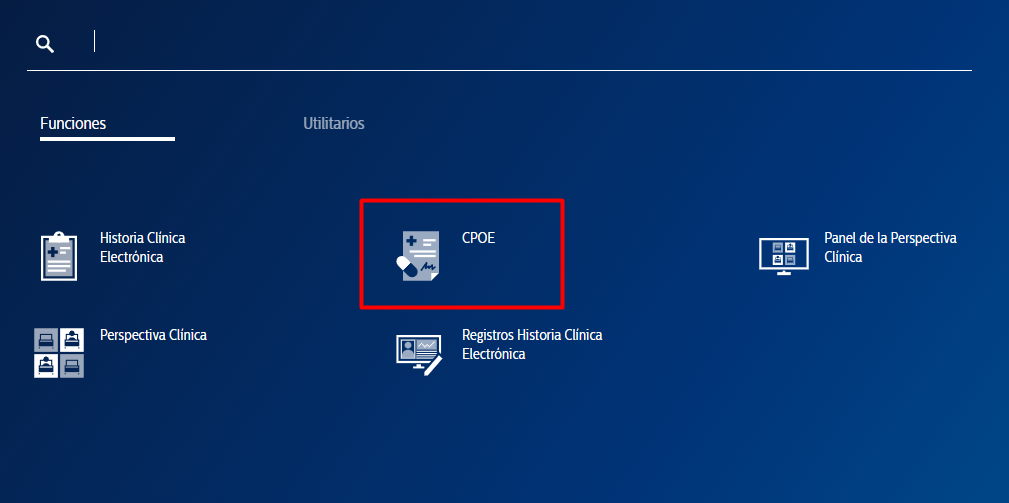 Funciones
Utilitarios
Historia Clínica
Electrónica
CPOE
Panel de la Perspectiva
Clínica
Perspectiva Clínica
Registros Historia Clínica
Electrónica